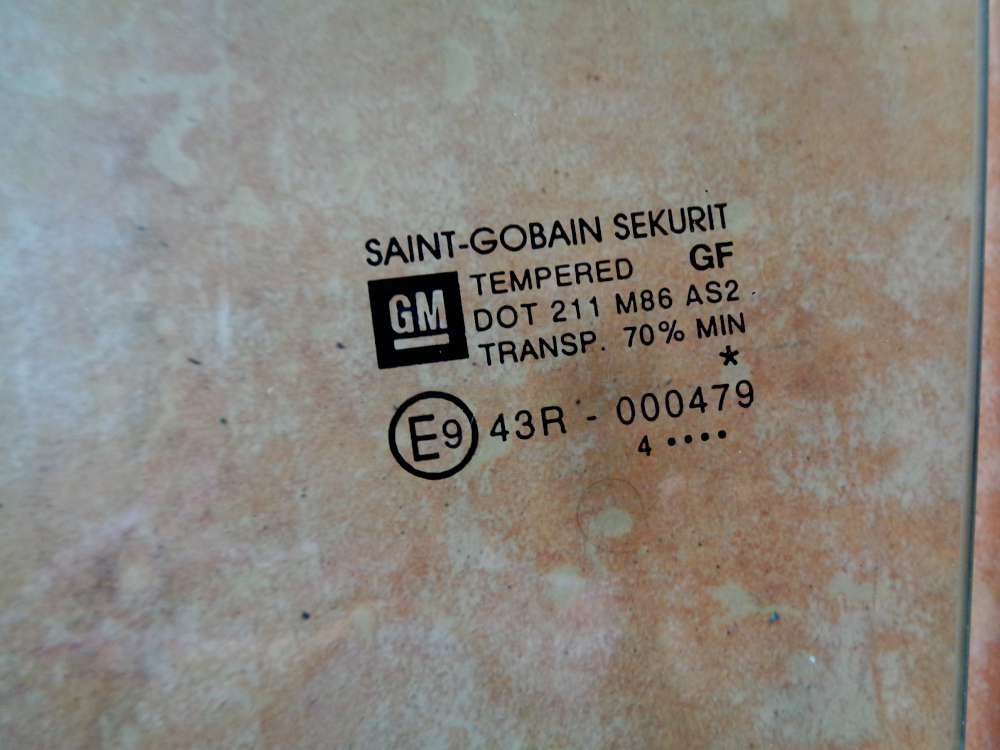 SAINT-GOBAIN SEKURIT
GM
TEMPERED GF
DOT 211 M86 AS2
TRANSP. 70% MIN
*
E9 43R - 000479
4 ••••